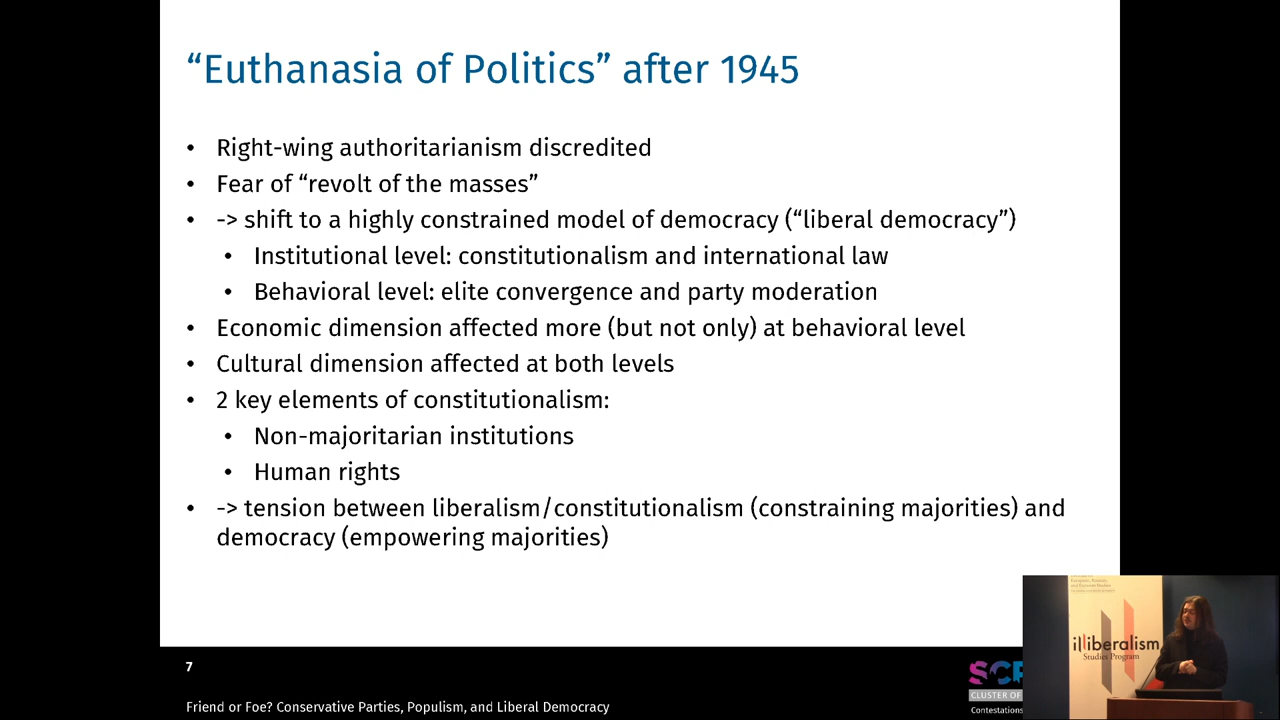 “Euthanasia of Politics” after 1945
• Right-wing authoritarianism discredited
• Fear of “revolt of the masses”
• -> shift to a highly constrained model of democracy (“liberal democracy”)
• Institutional level: constitutionalism and international law
• Behavioral level: elite convergence and party moderation
• Economic dimension affected more (but not only) at behavioral level
• Cultural dimension affected at both levels
• 2 key elements of constitutionalism:
• Non-majoritarian institutions
• Human rights
• -> tension between liberalism/constitutionalism (constraining majorities) and
democracy (empowering majorities)
7
Friend or Foe? Conservative Parties, Populism, and Liberal Democracy
CLUSTER OF
Contestations
illiberalism
Studies Program